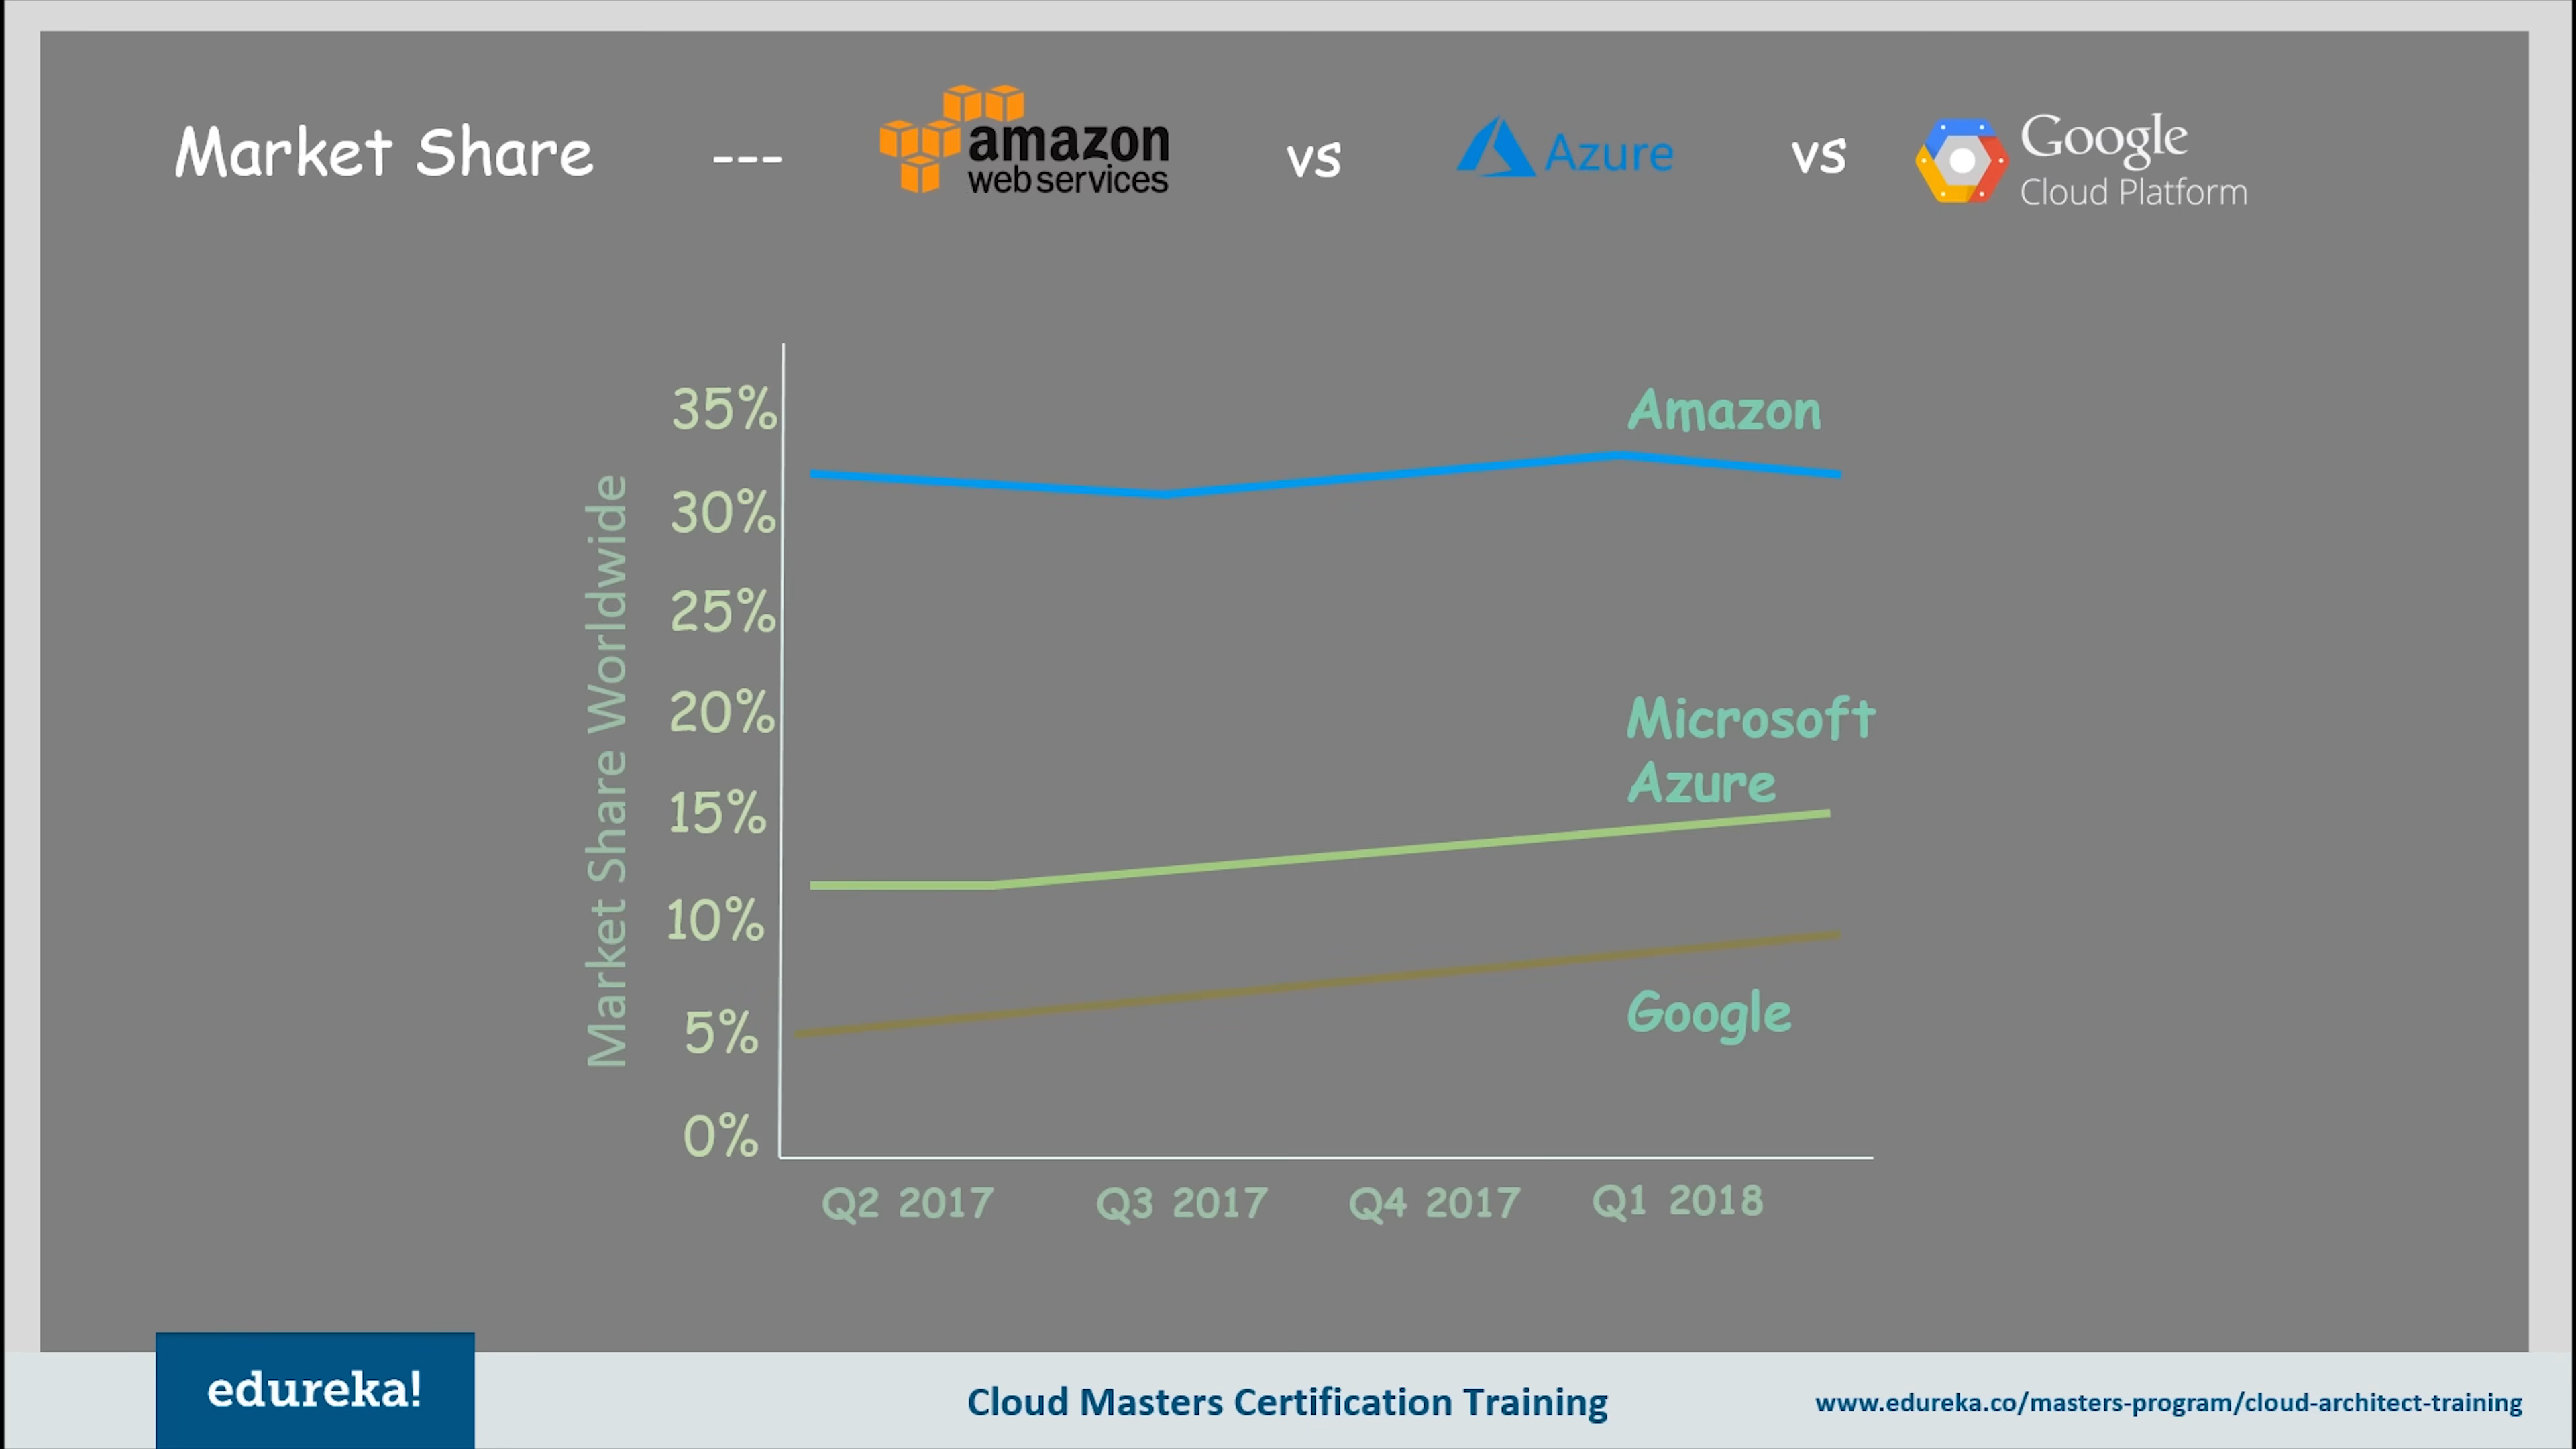 Market Share --- amazon web services vs Azure vs Google Cloud Platform
35%
30%
25%
20%
15%
10%
5%
0%
Market Share Worldwide
Amazon
Microsoft
Azure
Google
Q2 2017 Q3 2017 Q4 2017 Q1 2018
edureka!
Cloud Masters Certification Training
www.edureka.co/masters-program/cloud-architect-training